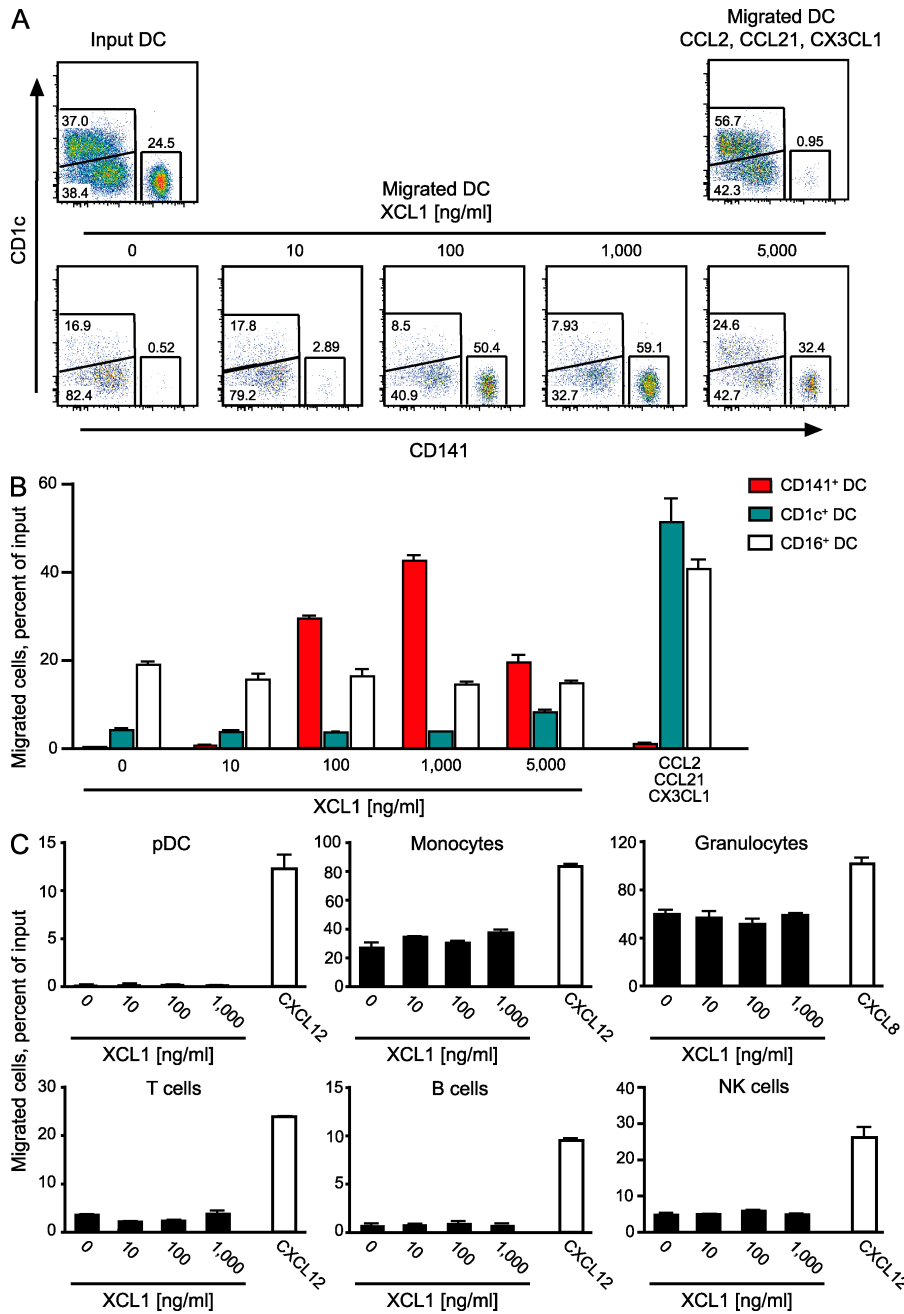 A
Input DC
Migrated DC
CCL2, CCL21, CX3CL1
CD1c
37.0
24.5
38.4
56.7
0.95
42.3
Migrated DC
XCL1 [ng/ml]
0
10
100
1,000
5,000
16.9
0.52
82.4
17.8
2.89
79.2
8.5
50.4
40.9
7.93
59.1
32.7
24.6
32.4
42.7
CD141
B
Migrated cells, percent of input
60
40
20
0
CD141⁺ DC
CD1c⁺ DC
CD16⁺ DC
0
10
100
1,000
5,000
CCL2
CCL21
CX3CL1
XCL1 [ng/ml]
C
Migrated cells, percent of input
pDC
15
10
5
0
0
10
100
1,000
CXCL12
XCL1 [ng/ml]
Monocytes
100
80
60
40
20
0
0
10
100
1,000
CXCL12
XCL1 [ng/ml]
Granulocytes
120
80
40
0
0
10
100
1,000
CXCL8
XCL1 [ng/ml]
Migrated cells, percent of input
T cells
30
20
10
0
0
10
100
1,000
CXCL12
XCL1 [ng/ml]
B cells
15
10
5
0
0
10
100
1,000
CXCL12
XCL1 [ng/ml]
NK cells
40
30
20
10
0
0
10
100
1,000
CXCL12
XCL1 [ng/ml]